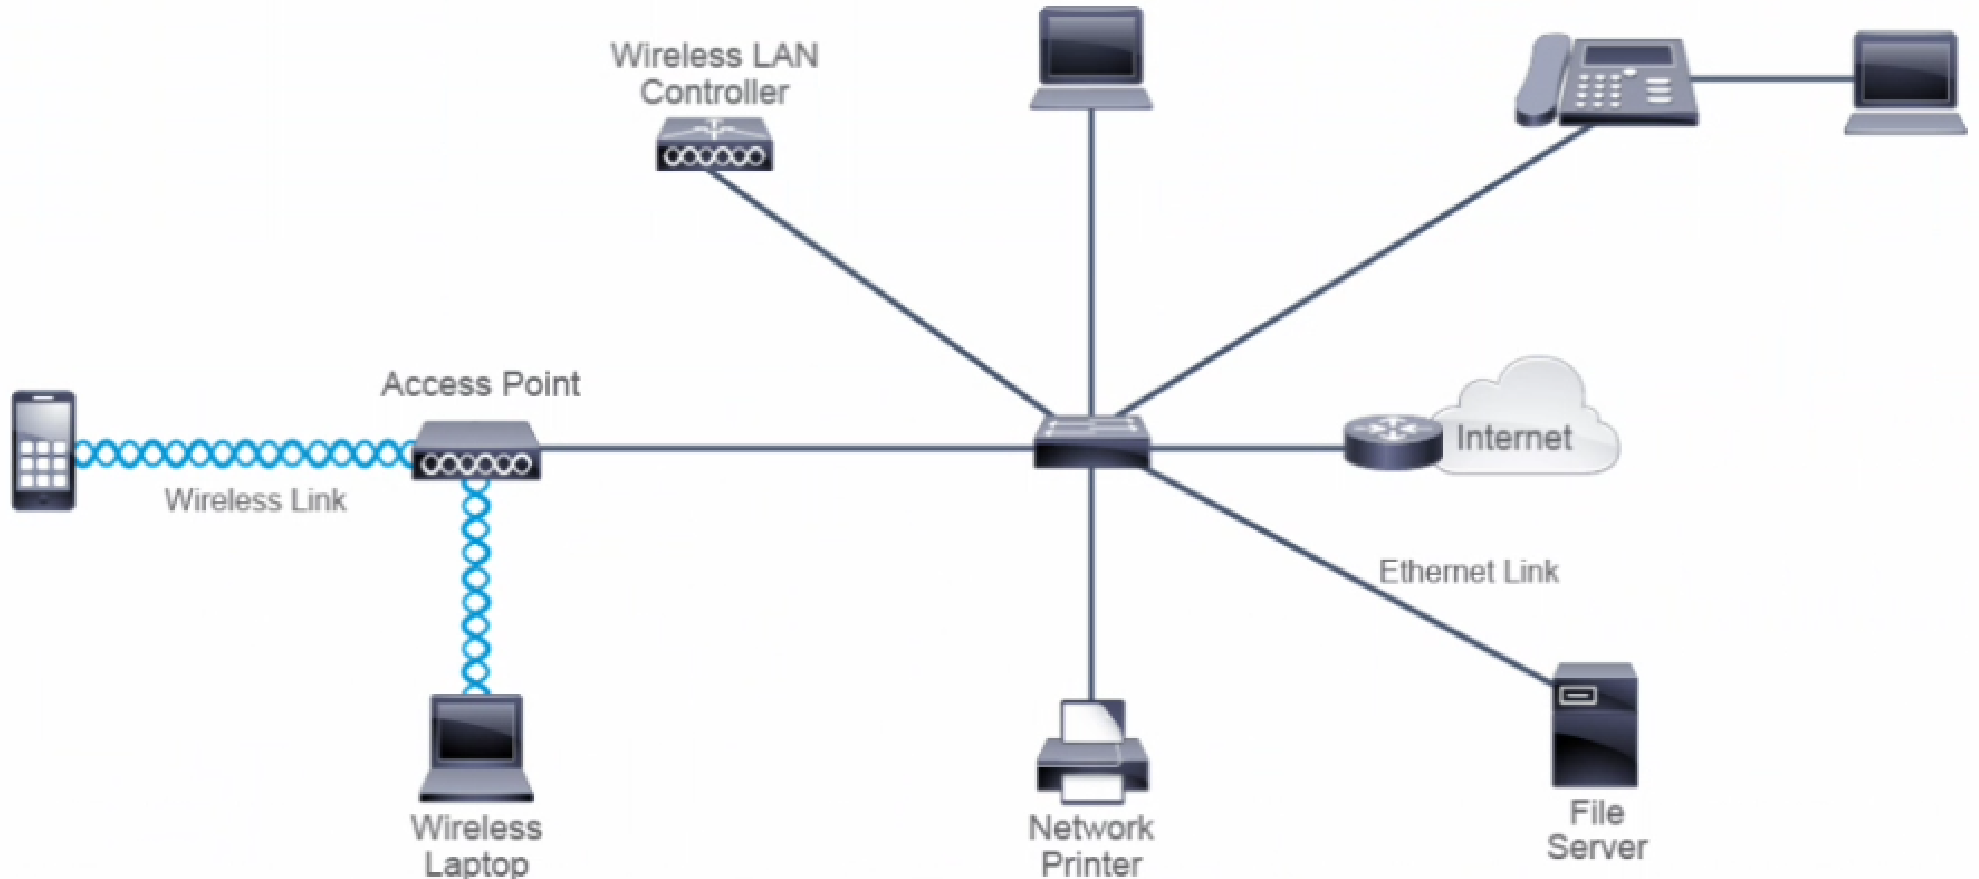 Wireless LAN
Controller
Access Point
Internet
Wireless Link
Ethernet Link
Wireless
Laptop
Network
Printer
File
Server